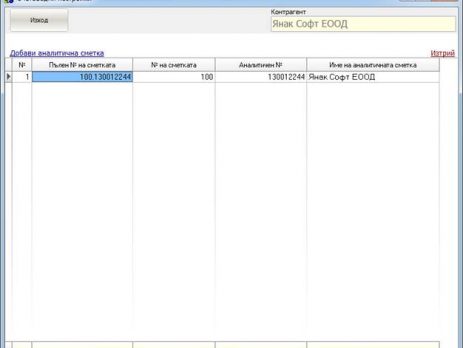 Изход
Контрагент
Янак Софт ЕООД
Добави аналитична сметка
Изтрий
№ Пълен № на сметката № на сметката Аналитичен № Име на аналитичната сметка
1 100.130012244 100 130012244 Янак Софт ЕООД